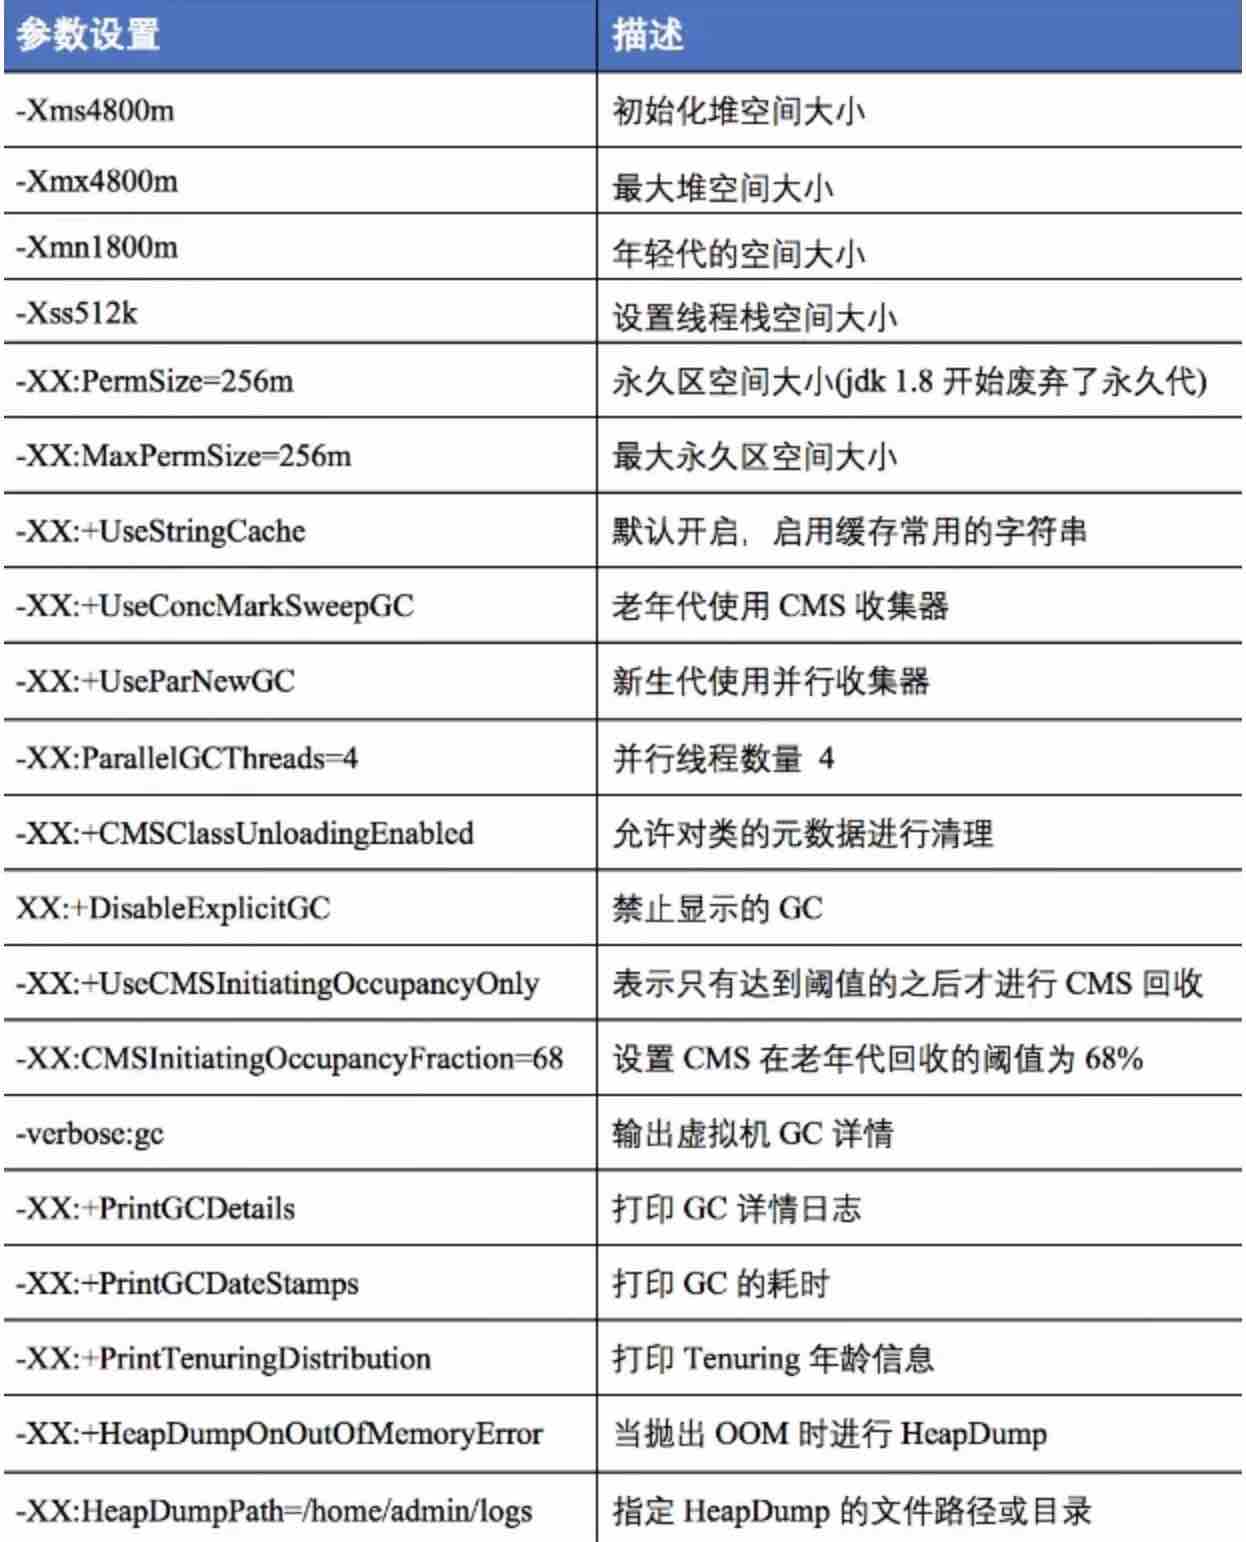 参数设置 描述
-Xms4800m 初始化堆空间大小
-Xmx4800m 最大堆空间大小
-Xmn1800m 年轻代的空间大小
-Xss512k 设置线程栈空间大小
-XX:PermSize=256m 永久区空间大小(jdk 1.8 开始废弃了永久代)
-XX:MaxPermSize=256m 最大永久区空间大小
-XX:+UseStringCache 默认开启，启用缓存常用的字符串
-XX:+UseConcMarkSweepGC 老年代使用 CMS 收集器
-XX:+UseParNewGC 新生代使用并行收集器
-XX:ParallelGCThreads=4 并行线程数量 4
-XX:+CMSClassUnloadingEnabled 允许对类的元数据进行清理
XX:+DisableExplicitGC 禁止显示的 GC
-XX:+UseCMSInitiatingOccupancyOnly 表示只有达到阈值的之后才进行 CMS 回收
-XX:CMSInitiatingOccupancyFraction=68 设置 CMS 在老年代回收的阈值为 68%
-verbose:gc 输出虚拟机 GC 详情
-XX:+PrintGCDetails 打印 GC 详情日志
-XX:+PrintGCDateStamps 打印 GC 的耗时
-XX:+PrintTenuringDistribution 打印 Tenuring 年龄信息
-XX:+HeapDumpOnOutOfMemoryError 当抛出 OOM 时进行 HeapDump
-XX:HeapDumpPath=/home/admin/logs 指定 HeapDump 的文件路径或目录